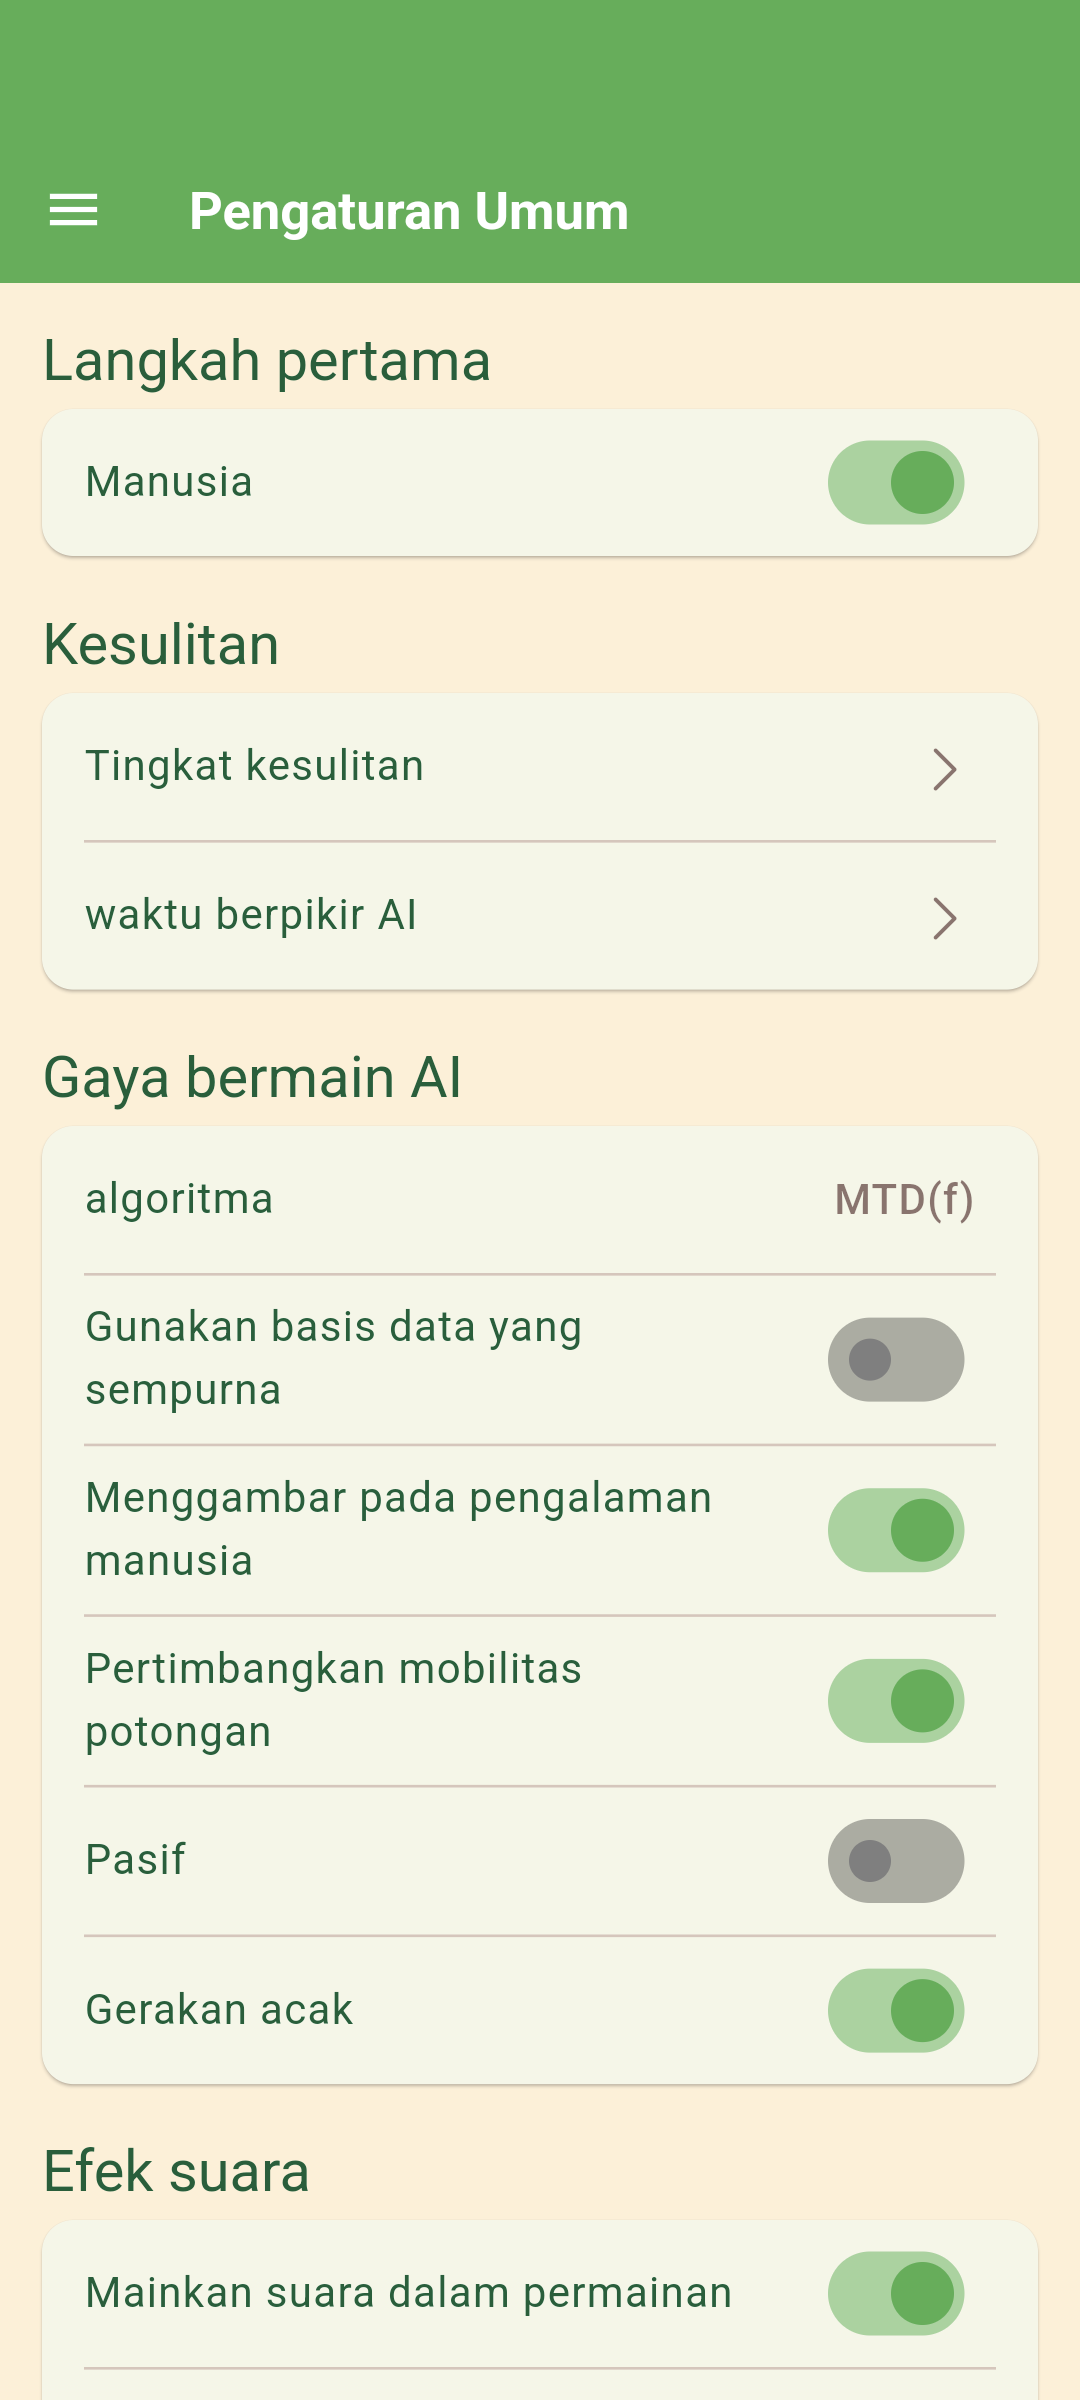 Pengaturan Umum
Langkah pertama
Manusia
Kesulitan
Tingkat kesulitan
waktu berpikir AI
Gaya bermain AI
algoritma
MTD(f)
Gunakan basis data yang
sempurna
Menggambar pada pengalaman
manusia
Pertimbangkan mobilitas
potongan
Pasif
Gerakan acak
Efek suara
Mainkan suara dalam permainan